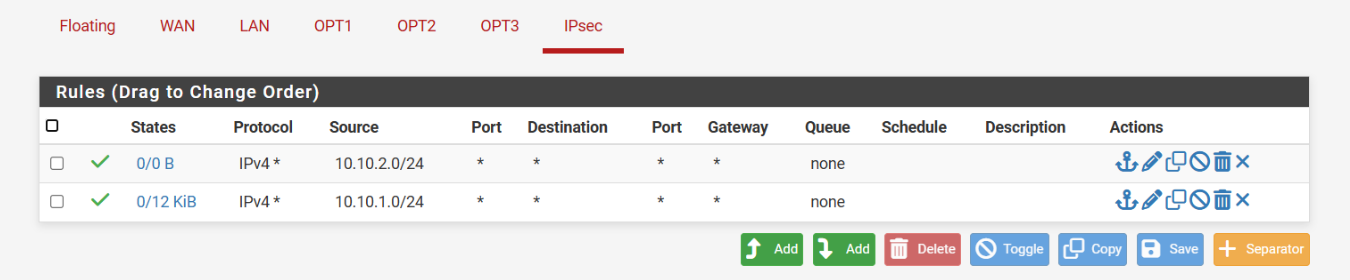 Floating WAN LAN OPT1 OPT2 OPT3 IPsec
Rules (Drag to Change Order)
States Protocol Source Port Destination Port Gateway Queue Schedule Description Actions
0/0 B IPv4 * 10.10.2.0/24 * * * * none
0/12 KiB IPv4 * 10.10.1.0/24 * * * * none
Add Add Delete Toggle Copy Save Separator